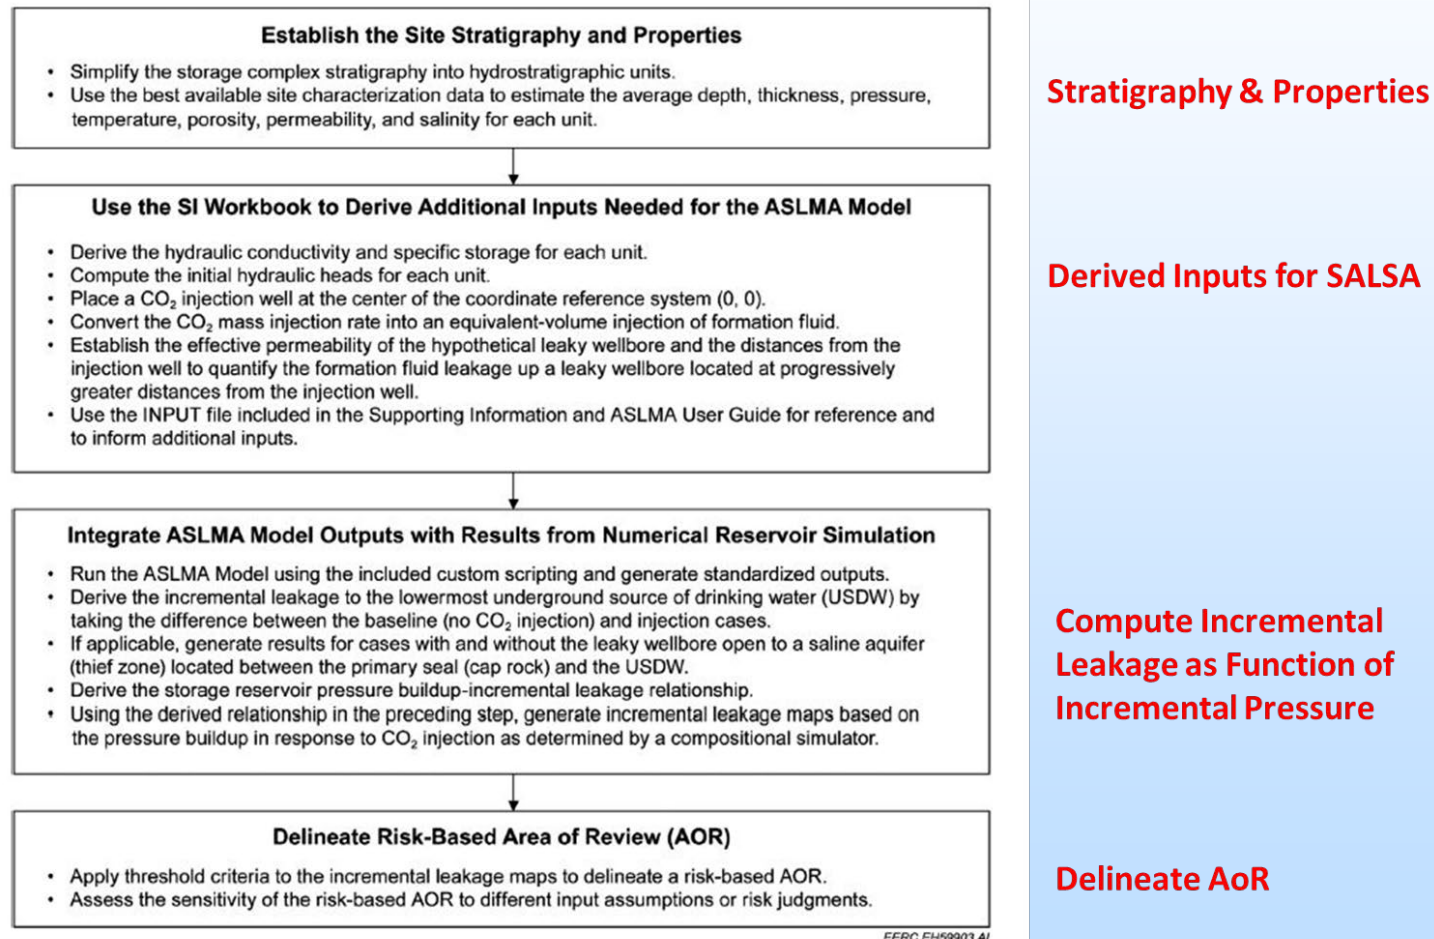 Establish the Site Stratigraphy and Properties
• Simplify the storage complex stratigraphy into hydrostratigraphic units.
• Use the best available site characterization data to estimate the average depth, thickness, pressure,
temperature, porosity, permeability, and salinity for each unit.
Stratigraphy & Properties
Use the SI Workbook to Derive Additional Inputs Needed for the ASLMA Model
• Derive the hydraulic conductivity and specific storage for each unit.
• Compute the initial hydraulic heads for each unit.
• Place a CO₂ injection well at the center of the coordinate reference system (0, 0).
• Convert the CO₂ mass injection rate into an equivalent-volume injection of formation fluid.
• Establish the effective permeability of the hypothetical leaky wellbore and the distances from the
injection well to quantify the formation fluid leakage up a leaky wellbore located at progressively
greater distances from the injection well.
• Use the INPUT file included in the Supporting Information and ASLMA User Guide for reference and
to inform additional inputs.
Derived Inputs for SALSA
Integrate ASLMA Model Outputs with Results from Numerical Reservoir Simulation
• Run the ASLMA Model using the included custom scripting and generate standardized outputs.
• Derive the incremental leakage to the lowermost underground source of drinking water (USDW) by
taking the difference between the baseline (no CO₂ injection) and injection cases.
• If applicable, generate results for cases with and without the leaky wellbore open to a saline aquifer
(thief zone) located between the primary seal (cap rock) and the USDW.
• Derive the storage reservoir pressure buildup-incremental leakage relationship.
• Using the derived relationship in the preceding step, generate incremental leakage maps based on
the pressure buildup in response to CO₂ injection as determined by a compositional simulator.
Compute Incremental
Leakage as Function of
Incremental Pressure
Delineate Risk-Based Area of Review (AOR)
• Apply threshold criteria to the incremental leakage maps to delineate a risk-based AOR.
• Assess the sensitivity of the risk-based AOR to different input assumptions or risk judgments.
Delineate AoR
EERC EH59903.AI